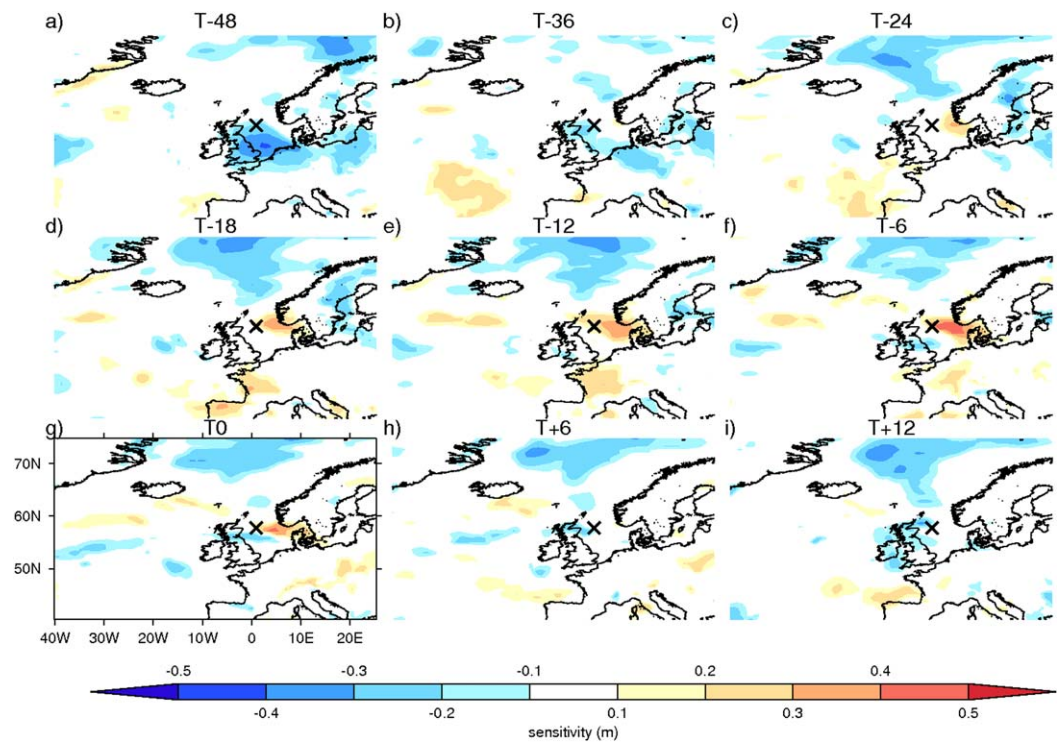 a) T-48 b) T-36 c) T-24
d) T-18 e) T-12 f) T-6
g) T0 h) T+6 i) T+12
70N
60N
50N
40W 30W 20W 10W 0 10E 20E
-0.5 -0.3 -0.1 0.2 0.4
-0.4 -0.2 0.1 0.3 0.5
sensitivity (m)